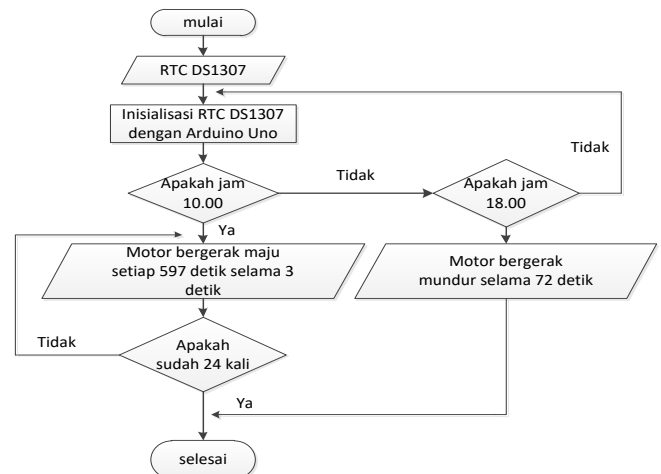 mulai
RTC DS1307
Inisialisasi RTC DS1307
dengan Arduino Uno
Apakah jam
10.00
Tidak
Apakah jam
18.00
Tidak
Ya
Motor bergerak maju
setiap 597 detik selama 3
detik
Motor bergerak
mundur selama 72 detik
Tidak
Apakah
sudah 24 kali
Ya
selesai